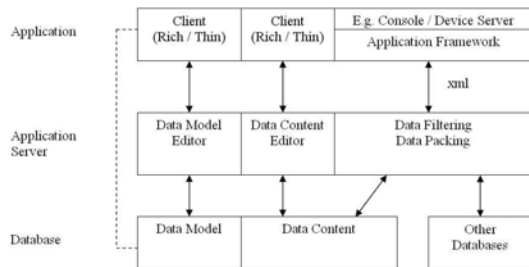 Application
Client
(Rich / Thin)
Client
(Rich / Thin)
E.g. Console / Device Server
Application Framework
xml
Application
Server
Data Model
Editor
Data Content
Editor
Data Filtering
Data Packing
Database
Data Model
Data Content
Other
Databases